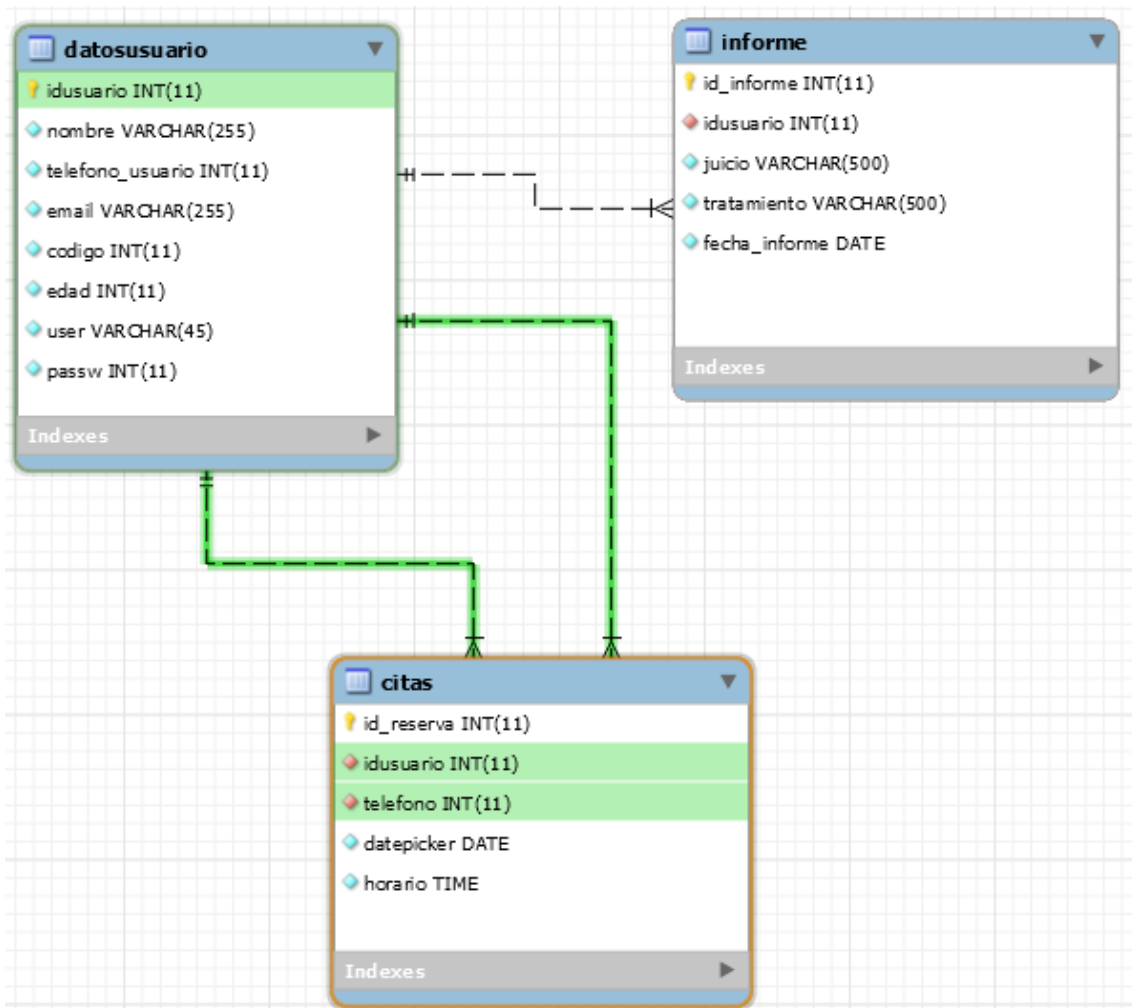 datosusuario
idusuario INT(11)
nombre VARCHAR(255)
telefono_usuario INT(11)
email VARCHAR(255)
codigo INT(11)
edad INT(11)
user VARCHAR(45)
passw INT(11)
Indexes
informe
id_informe INT(11)
idusuario INT(11)
juicio VARCHAR(500)
tratamiento VARCHAR(500)
fecha_informe DATE
Indexes
citas
id_reserva INT(11)
idusuario INT(11)
telefono INT(11)
datepicker DATE
horario TIME
Indexes